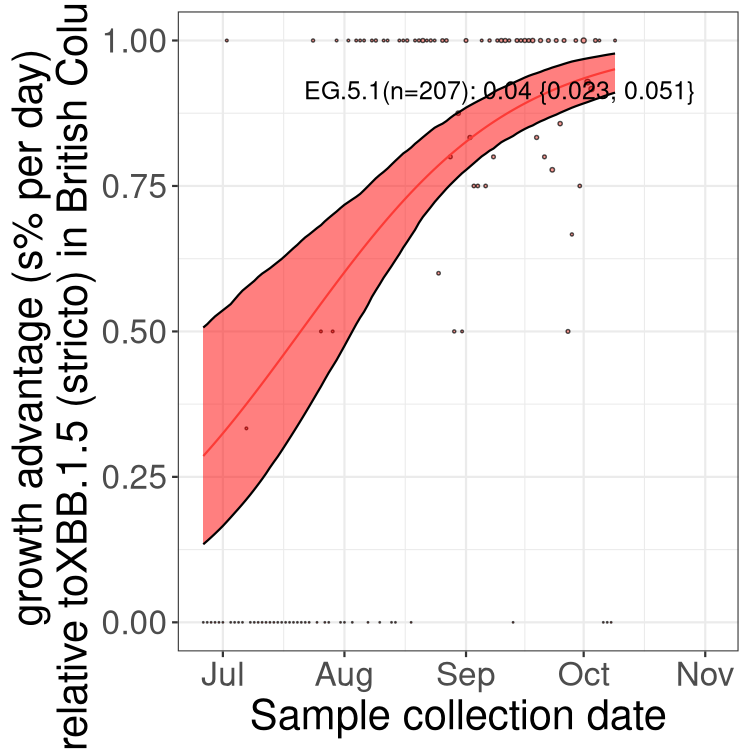 growth advantage (s% per day)
relative toXBB.1.5 (stricto) in British Colu
1.00
0.75
0.50
0.25
0.00
EG.5.1(n=207): 0.04 {0.023, 0.051}
Jul Aug Sep Oct Nov
Sample collection date